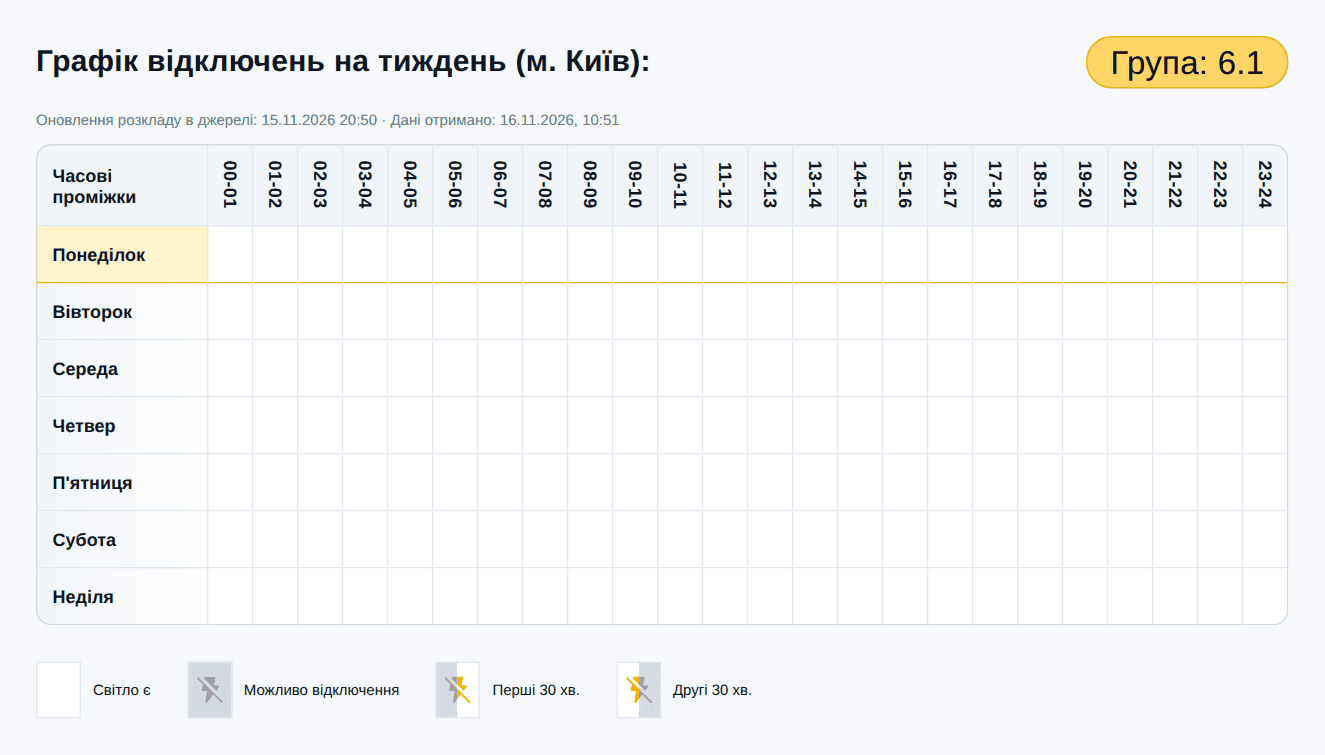 Графік відключень на тиждень (м. Київ):
Група: 6.1
Оновлення розкладу в джерелі: 15.11.2026 20:50 · Дані отримано: 16.11.2026, 10:51
Часові
проміжки
00-01 01-02 02-03 03-04 04-05 05-06 06-07 07-08 08-09 09-10 10-11 11-12 12-13 13-14 14-15 15-16 16-17 17-18 18-19 19-20 20-21 21-22 22-23 23-24
Понеділок
Вівторок
Середа
Четвер
П'ятниця
Субота
Неділя
Світло є
Можливо відключення
Перші 30 хв.
Другі 30 хв.